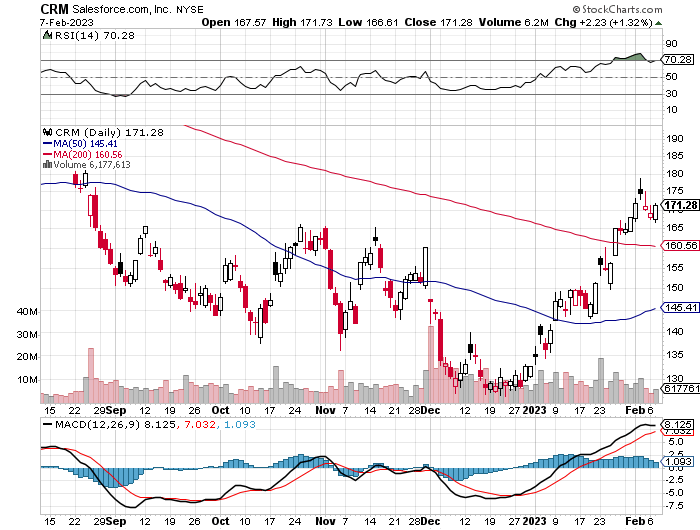 CRM Salesforce.com, Inc. NYSE
© StockCharts.com
7-Feb-2023
Open 167.57 High 171.73 Low 166.61 Close 171.28 Volume 6.2M Chg +2.23 (+1.32%)
RSI(14) 70.28
90
70.28
50
30
10
CRM (Daily) 171.28
MA(50) 145.41
MA(200) 160.56
Volume 6,177,613
190
185
180
175
171.28
165
160.56
155
150
145.41
140
135
130
6177761
40M
30M
20M
10M
15 22 29 Sep 12 19 26 Oct 10 17 24 Nov 7 14 21 Dec 12 19 27 2023 9 17 23 Feb 6
MACD(12,26,9) 8.125, 7.032, 1.093
8.125
7.032
5.0
2.5
1.093
0.0
-2.5
-5.0
-7.5
15 22 29 Sep 12 19 26 Oct 10 17 24 Nov 7 14 21 Dec 12 19 27 2023 9 17 23 Feb 6